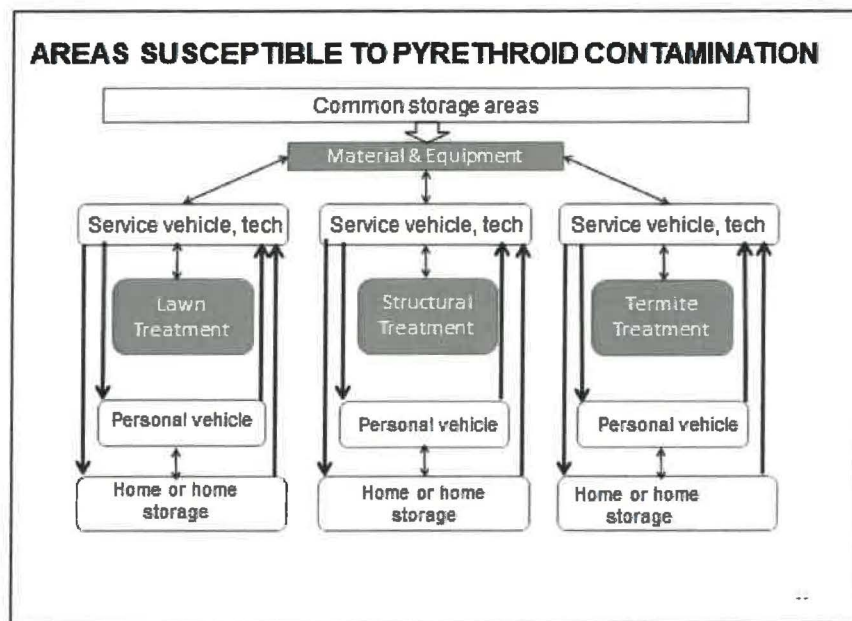 AREAS SUSCEPTIBLE TO PYRETHROID CONTAMINATION
Common storage areas
Material & Equipment
Service vehicle, tech
Service vehicle, tech
Service vehicle, tech
Lawn
Treatment
Structural
Treatment
Termite
Treatment
Personal vehicle
Personal vehicle
Personal vehicle
Home or home
storage
Home or home
storage
Home or home
storage